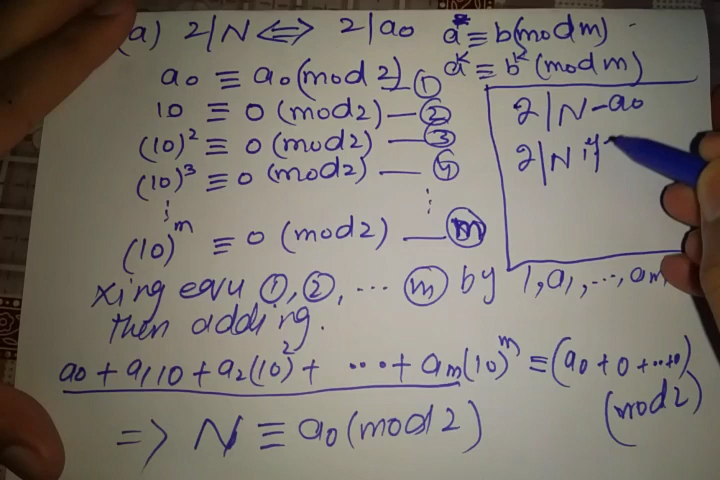 (a) 2|N ⇔ 2|a₀ a ≡ b(mod m)
aᵏ ≡ bᵏ (mod m)
a₀ ≡ a₀ (mod 2) — ①
10 ≡ 0 (mod 2) — ②
(10)² ≡ 0 (mod 2) — ③
(10)³ ≡ 0 (mod 2) — ④
⋮ ⋮
(10)ᵐ ≡ 0 (mod 2) — ⓜ
2 | N - a₀
2|N if
xing equ ①, ②, ... ⓜ by 1, a₁, ..., aₘ
then adding.
a₀ + a₁10 + a₂(10)² + ... + aₘ(10)ᵐ ≡ (a₀ + 0 + ... + 0)
(mod 2)
⇒ N ≡ a₀ (mod 2)